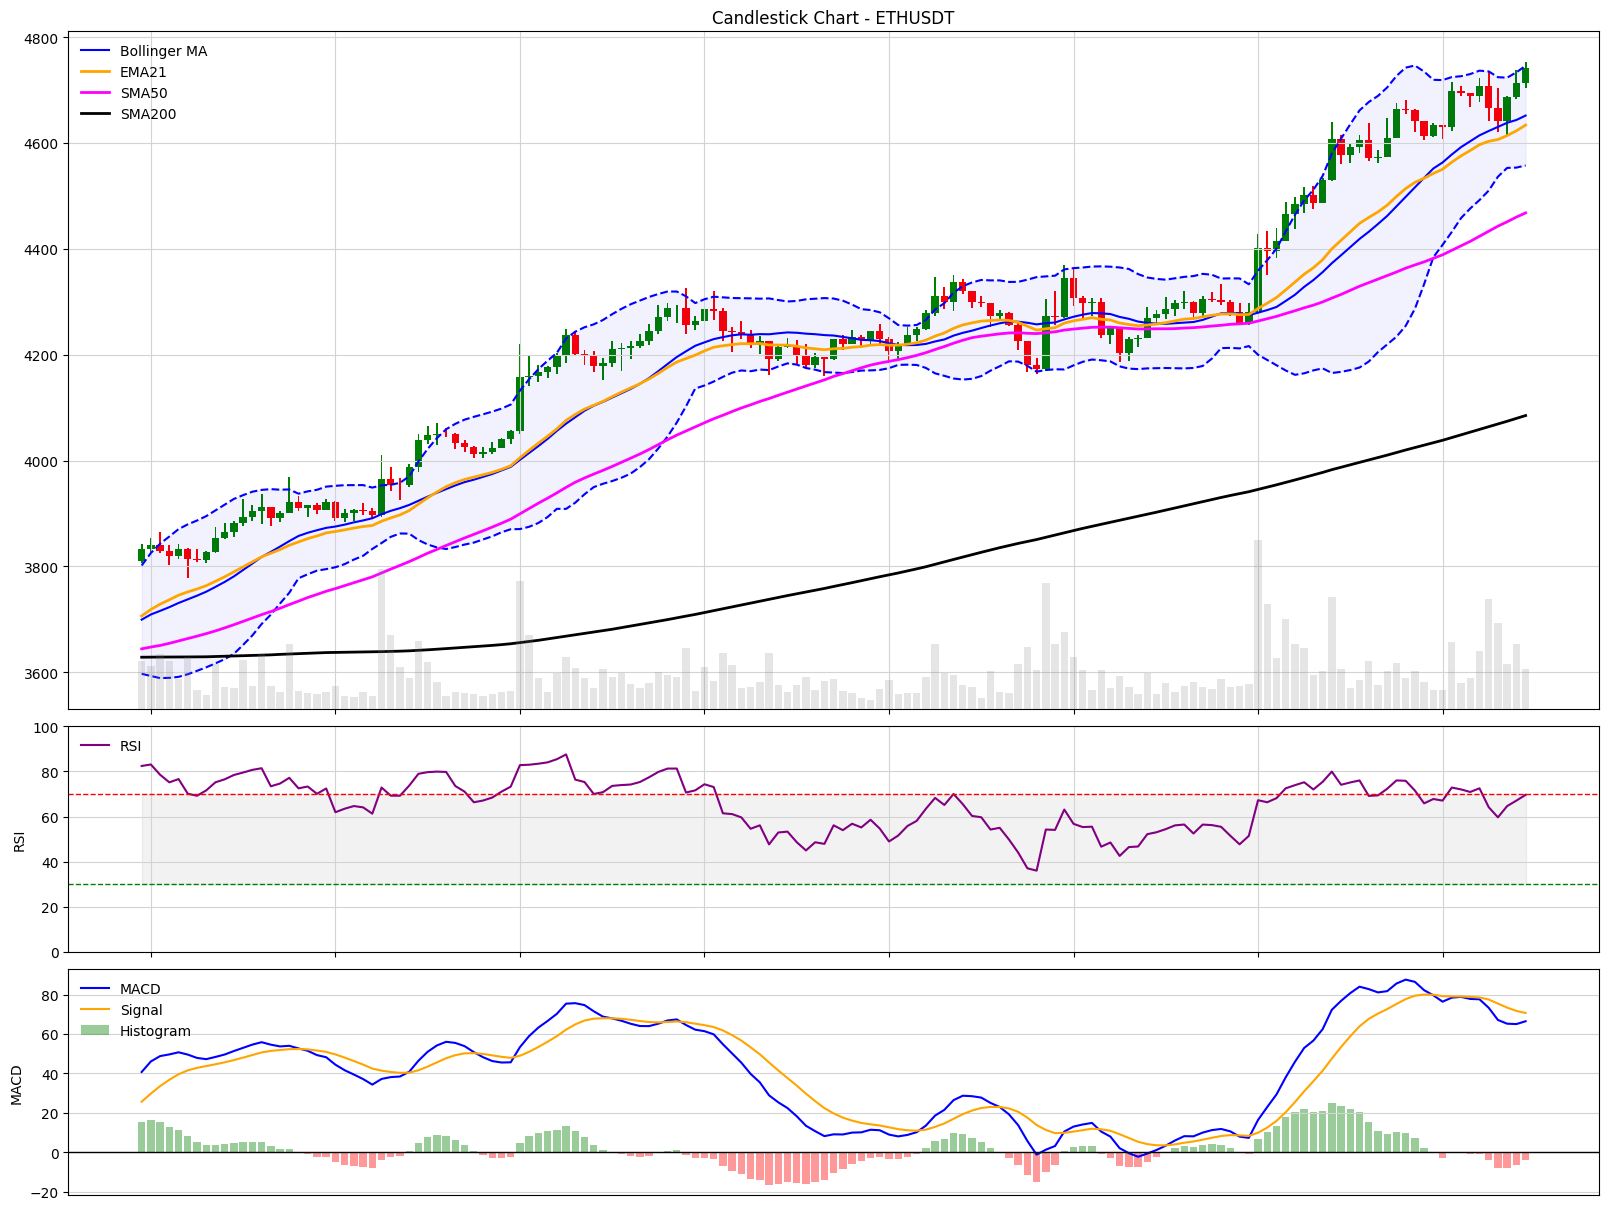 Candlestick Chart - ETHUSDT
4800
4600
4400
4200
4000
3800
3600
Bollinger MA
EMA21
SMA50
SMA200
100
80
60
40
20
0
RSI
RSI
80
60
40
20
0
−20
MACD
MACD
Signal
Histogram